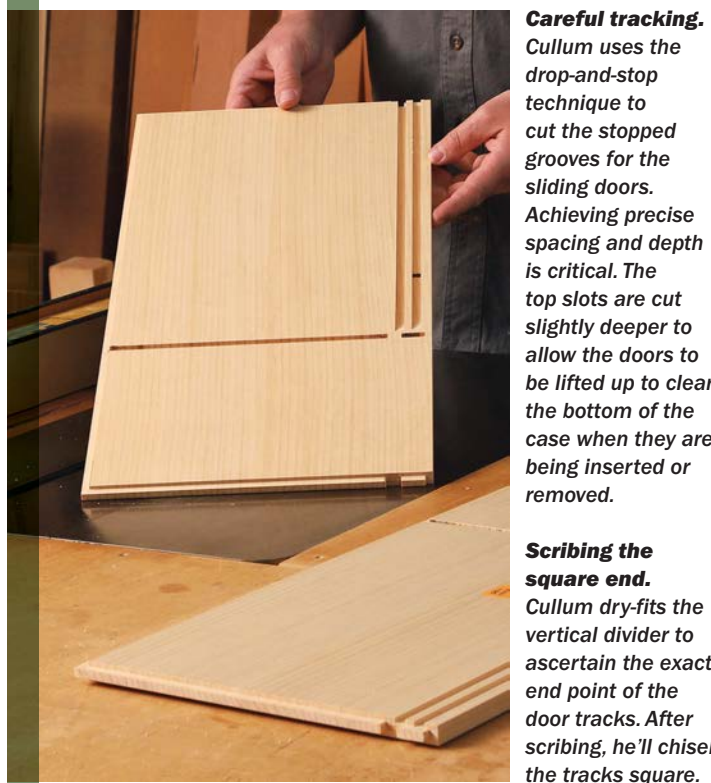 Careful tracking.
Cullum uses the
drop-and-stop
technique to
cut the stopped
grooves for the
sliding doors.
Achieving precise
spacing and depth
is critical. The
top slots are cut
slightly deeper to
allow the doors to
be lifted up to clear
the bottom of the
case when they are
being inserted or
removed.
Scribing the
square end.
Cullum dry-fits the
vertical divider to
ascertain the exact
end point of the
door tracks. After
scribing, he'll chisel
the tracks square.